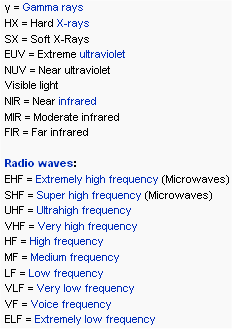 γ = Gamma rays
HX = Hard X-rays
SX = Soft X-Rays
EUV = Extreme ultraviolet
NUV = Near ultraviolet
Visible light
NIR = Near infrared
MIR = Moderate infrared
FIR = Far infrared
Radio waves:
EHF = Extremely high frequency (Microwaves)
SHF = Super high frequency (Microwaves)
UHF = Ultrahigh frequency
VHF = Very high frequency
HF = High frequency
MF = Medium frequency
LF = Low frequency
VLF = Very low frequency
VF = Voice frequency
ELF = Extremely low frequency